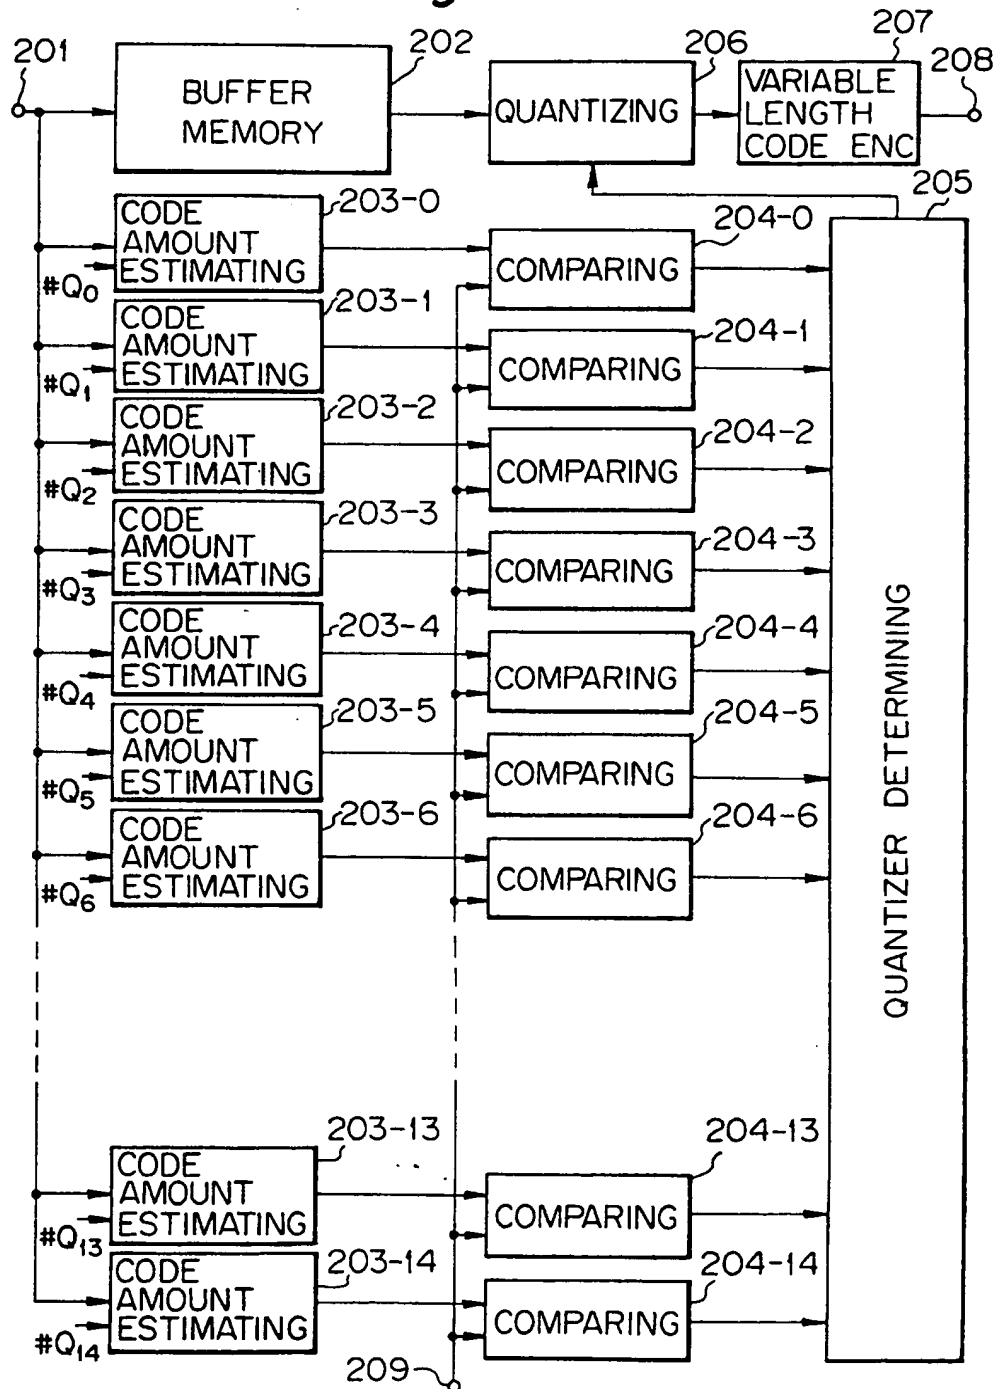 201
202
206
207
208
BUFFER
MEMORY
QUANTIZING
VARIABLE
LENGTH
CODE ENC
205
203-0
204-0
CODE
AMOUNT
ESTIMATING
#Q0
COMPARING
203-1
204-1
CODE
AMOUNT
ESTIMATING
#Q1
COMPARING
203-2
204-2
CODE
AMOUNT
ESTIMATING
#Q2
COMPARING
203-3
204-3
CODE
AMOUNT
ESTIMATING
#Q3
COMPARING
203-4
204-4
CODE
AMOUNT
ESTIMATING
#Q4
COMPARING
203-5
204-5
CODE
AMOUNT
ESTIMATING
#Q5
COMPARING
203-6
204-6
CODE
AMOUNT
ESTIMATING
#Q6
COMPARING
QUANTIZER DETERMINING
203-13
204-13
CODE
AMOUNT
ESTIMATING
#Q13
COMPARING
203-14
204-14
CODE
AMOUNT
ESTIMATING
#Q14
COMPARING
209